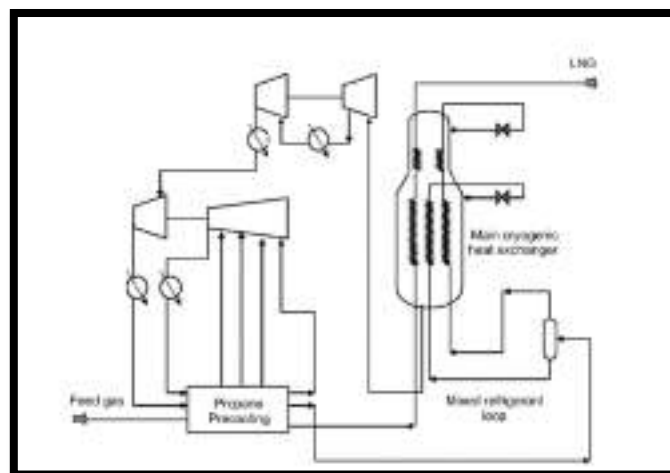 LNG
Main cryogenic
heat exchanger
Feed gas
Propane
Precooling
Mixed refrigerant
loop